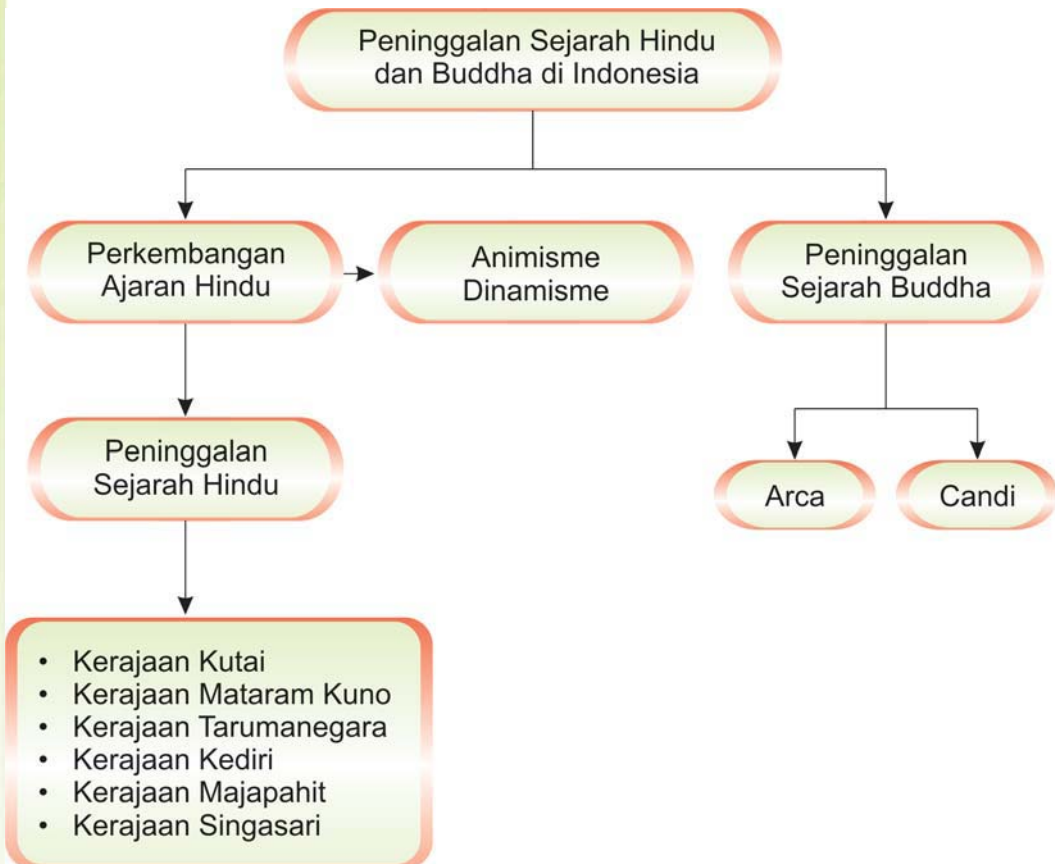 Peninggalan Sejarah Hindu
dan Buddha di Indonesia
Perkembangan
Ajaran Hindu
Animisme
Dinamisme
Peninggalan
Sejarah Buddha
Peninggalan
Sejarah Hindu
Arca
Candi
• Kerajaan Kutai
• Kerajaan Mataram Kuno
• Kerajaan Tarumanegara
• Kerajaan Kediri
• Kerajaan Majapahit
• Kerajaan Singasari